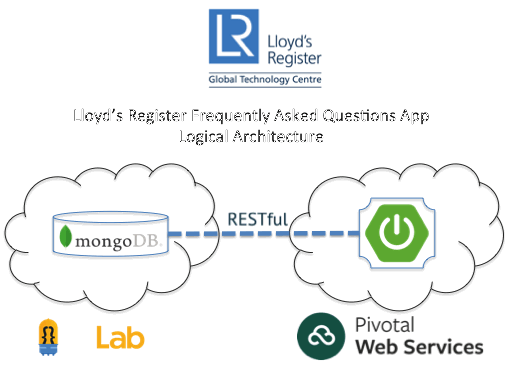 LR
Lloyd's
Register
Global Technology Centre
Lloyd's Register Frequently Asked Questions App
Logical Architecture
RESTful
mongoDB.
Lab
Pivotal
Web Services